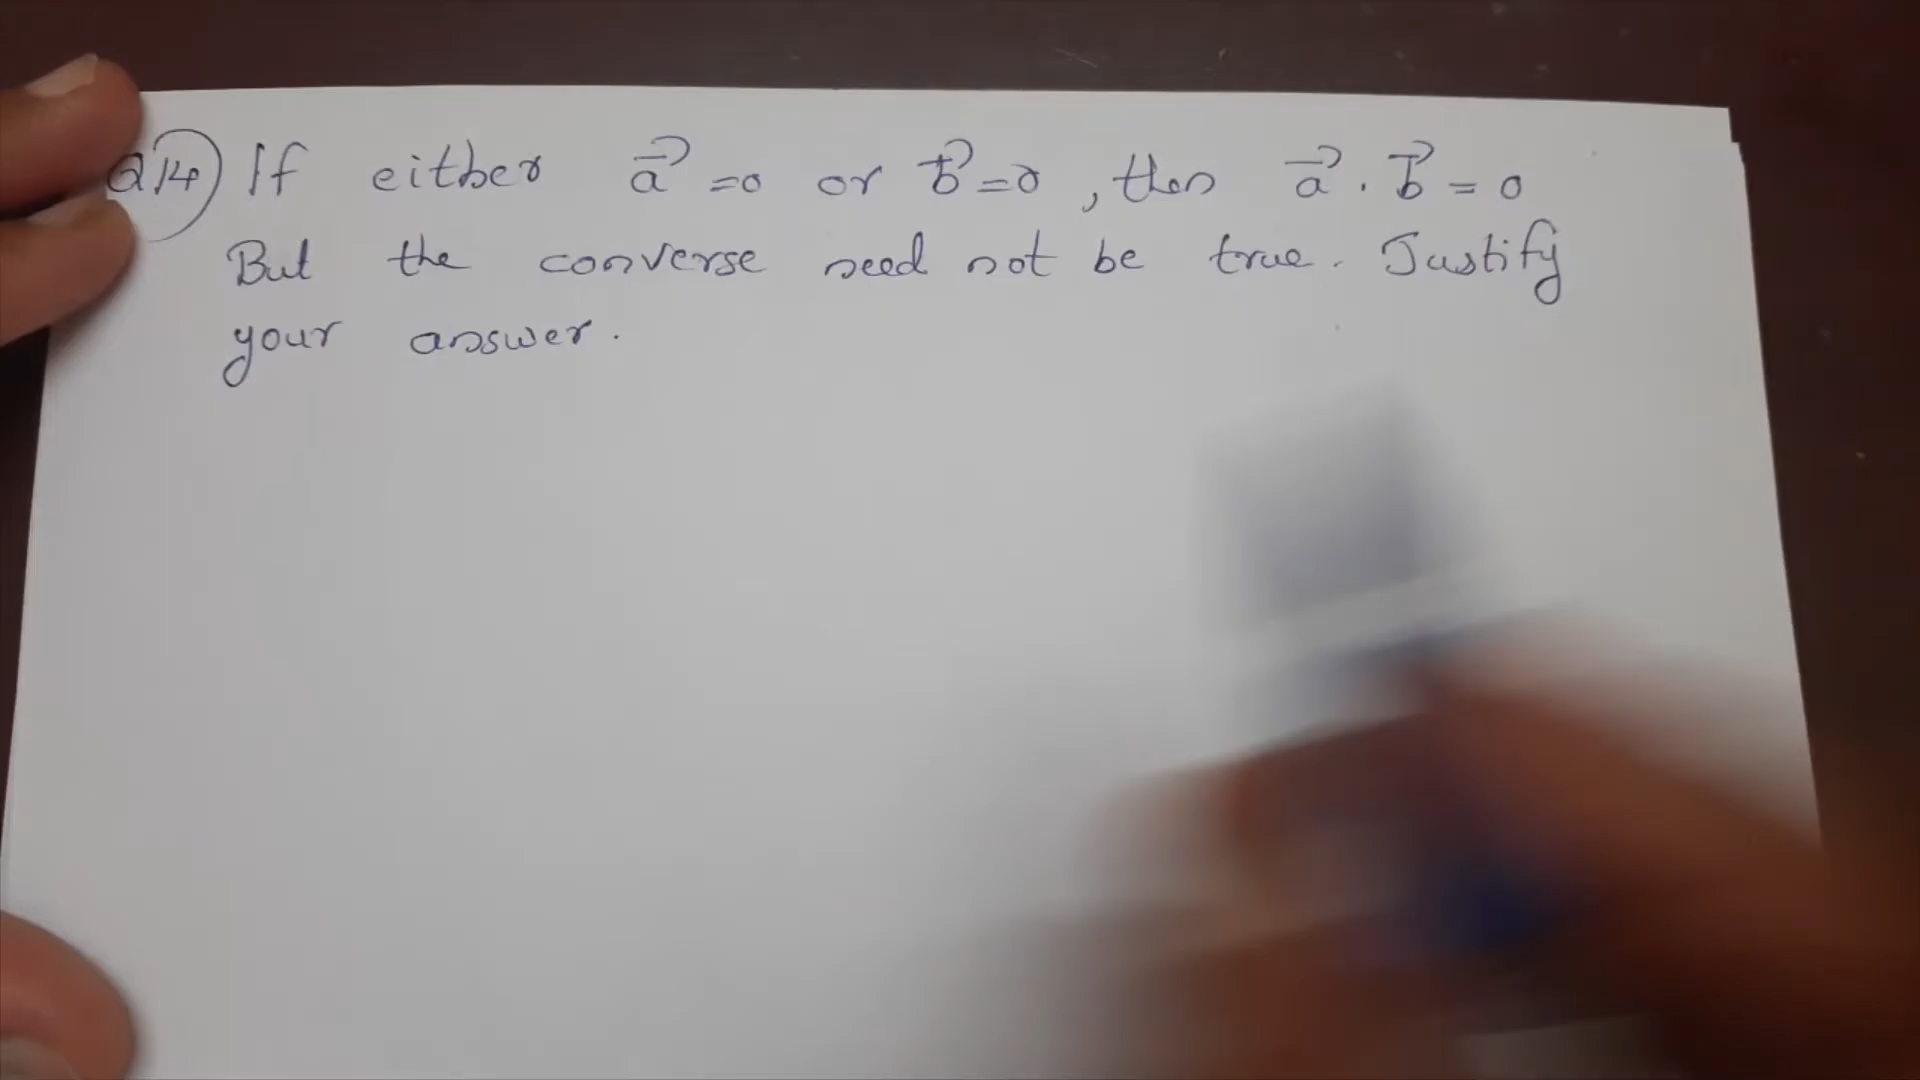 Q14) If either a⃗ =0 or b⃗ =0 , then a⃗ . b⃗ = 0
But the converse need not be true. Justify
your answer.